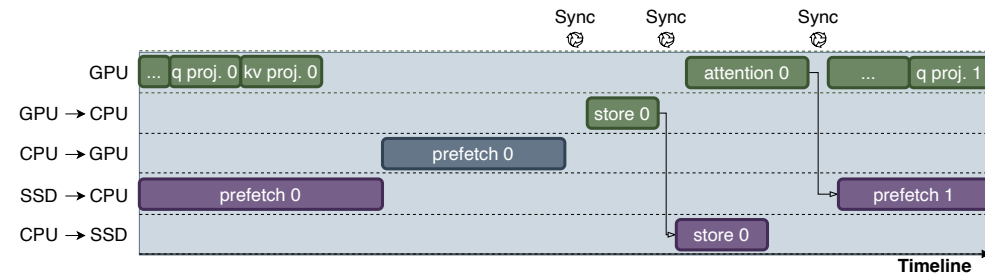 Sync Sync Sync
GPU ... q proj. 0 kv proj. 0 attention 0 ... q proj. 1
GPU → CPU store 0
CPU → GPU prefetch 0
SSD → CPU prefetch 0 prefetch 1
CPU → SSD store 0
Timeline